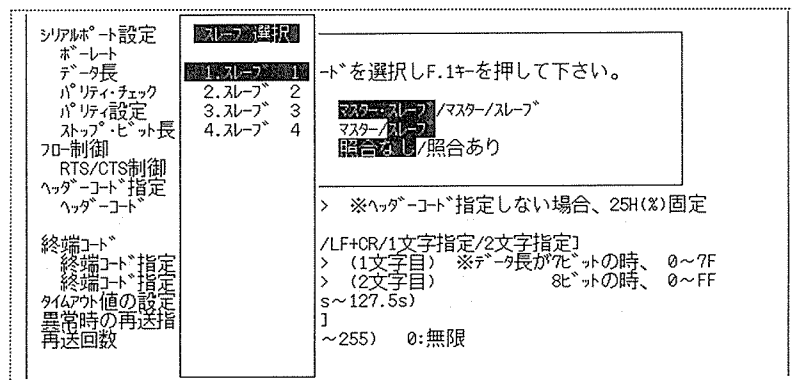 シリアルポート設定
ボーレート
データ長
パリティ・チェック
パリティ設定
ストップ・ビット長
フロー制御
RTS/CTS制御
ヘッダーコード指定
ヘッダーコード
終端コード
終端コード指定
終端コード指定
タイムアウト値の設定
異常時の再送指
再送回数
スレーブ 選択
1.スレーブ 1
2.スレーブ 2
3.スレーブ 3
4.スレーブ 4
ードを選択しF.1キーを押して下さい。
マスター・スレーブ/マスター/スレーブ
マスター/スレーブ
照合なし/照合あり
> ※ヘッダーコード指定しない場合、25H(%)固定
/LF+CR/1文字指定/2文字指定]
> (1文字目) ※データ長が7ビットの時、 0~7F
> (2文字目) 8ビットの時、 0~FF
s~127.5s)
]
~255) 0:無限